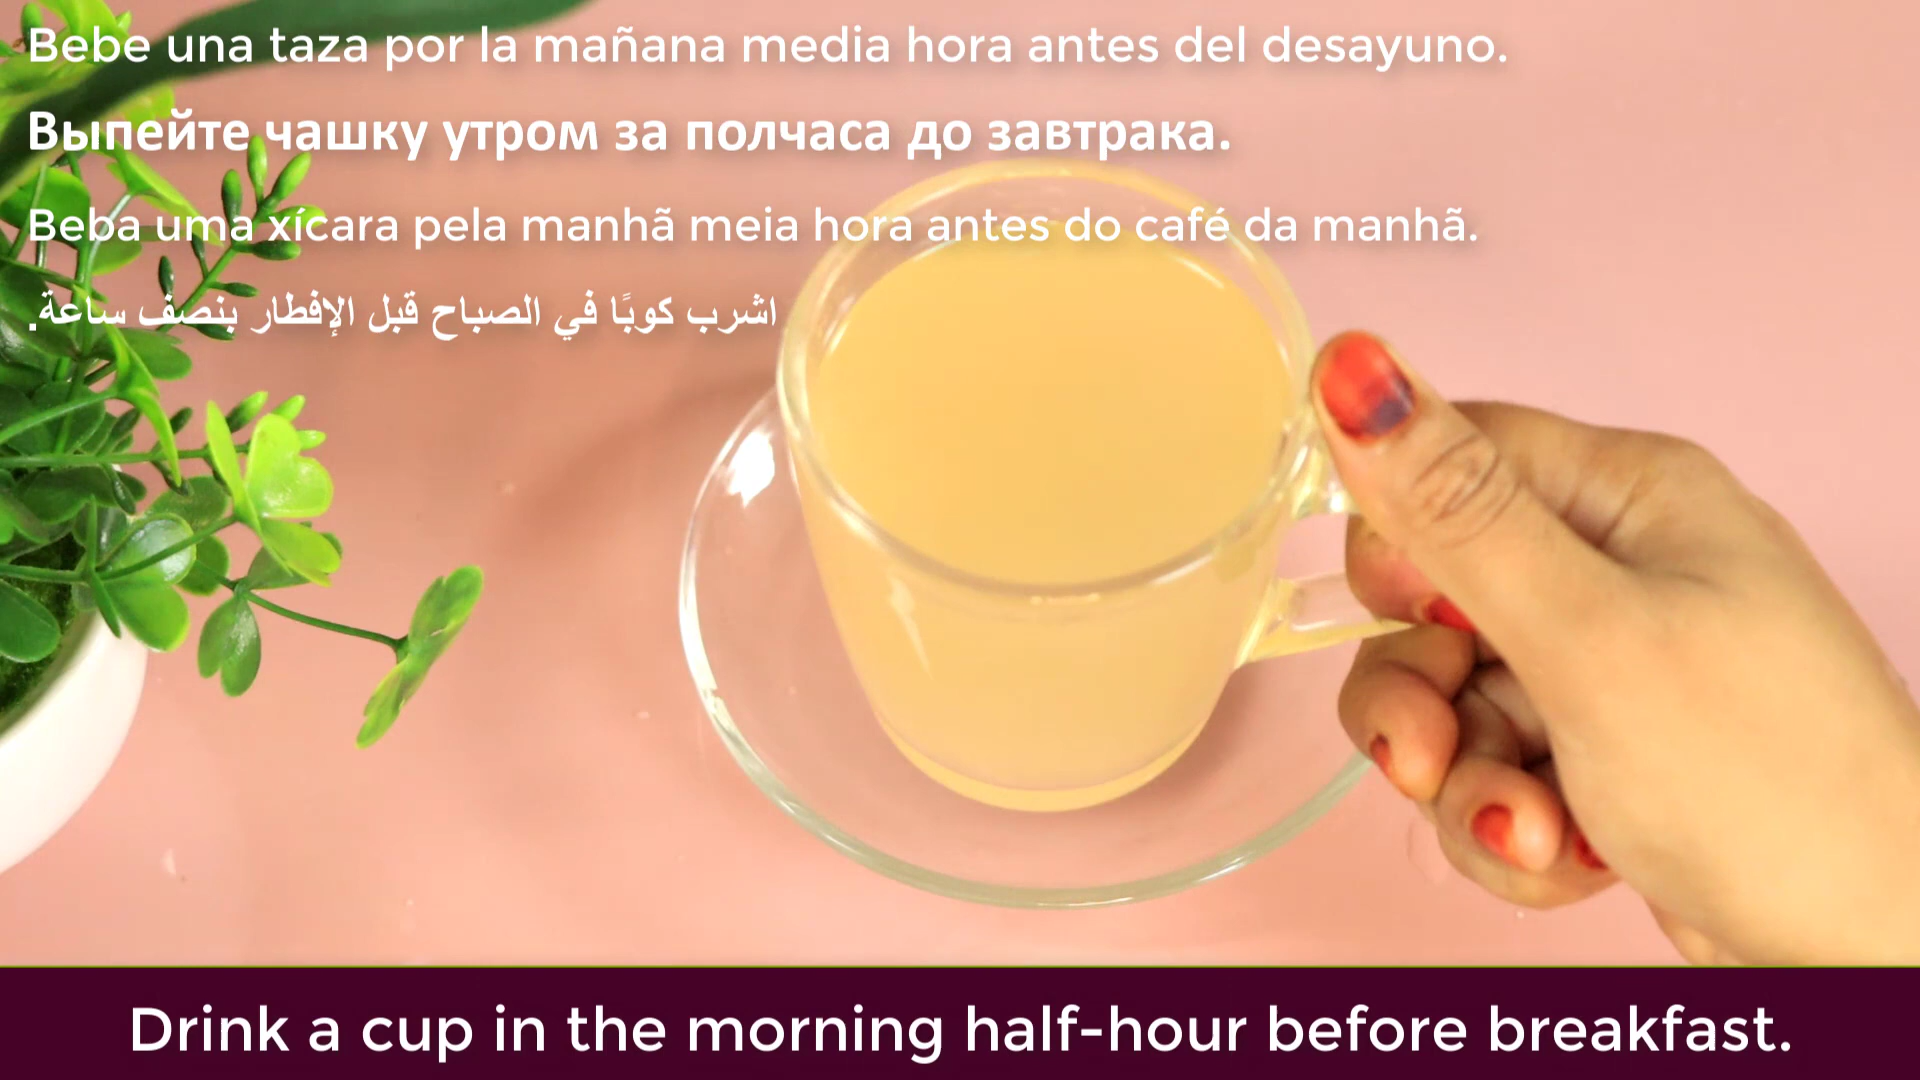 Bebe una taza por la mañana media hora antes del desayuno.
Выпейте чашку утром за полчаса до завтрака.
Beba uma xícara pela manhã meia hora antes do café da manhã.
اشرب كوبًا في الصباح قبل الإفطار بنصف ساعة.
Drink a cup in the morning half-hour before breakfast.